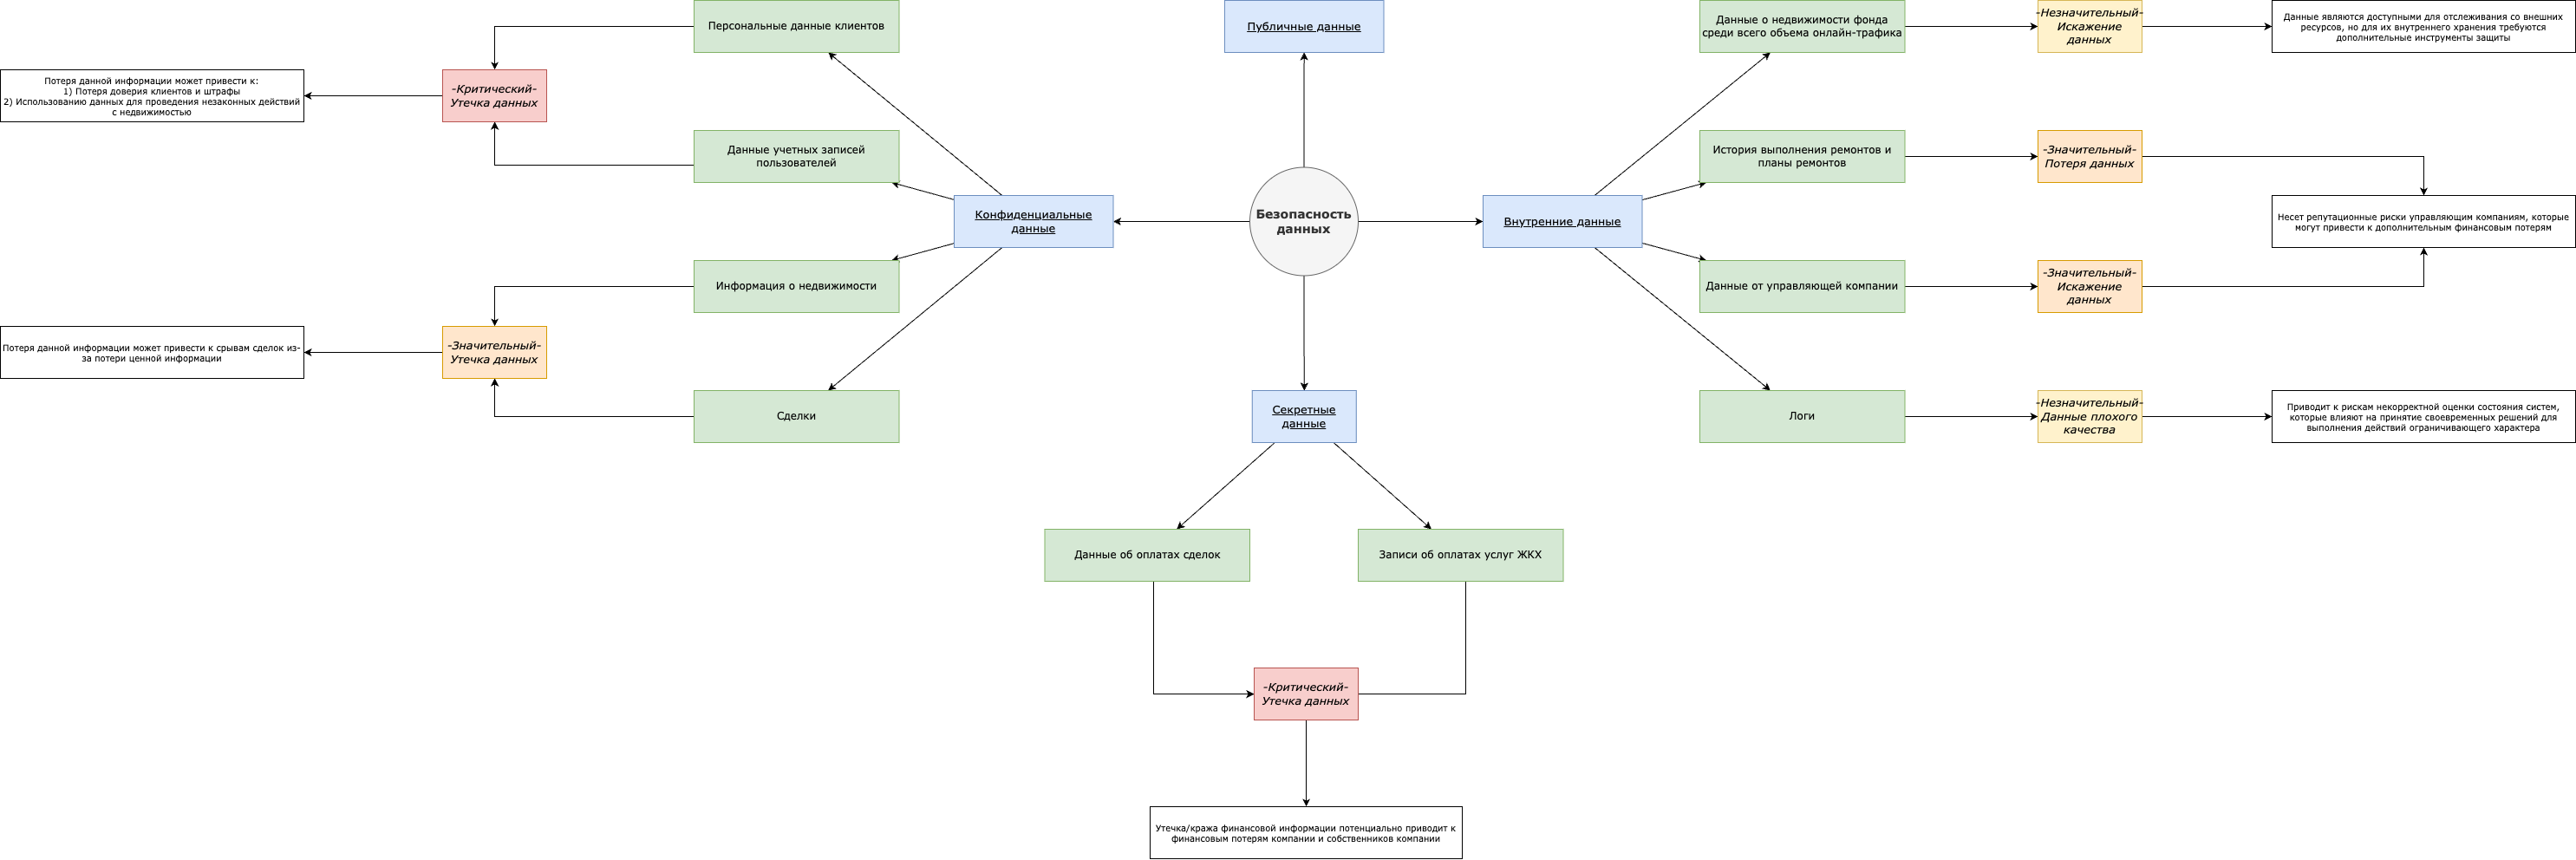 Персональные данные клиентов
Публичные данные
Данные о недвижимости фонда
среди всего объема онлайн-трафика
-Незначительный-
Искажение
данных
Данные являются доступными для отслеживания со внешних
ресурсов, но для их внутреннего хранения требуются
дополнительные инструменты защиты
Потеря данной информации может привести к:
1) Потеря доверия клиентов и штрафы
2) Использованию данных для проведения незаконных действий
с недвижимостью
-Критический-
Утечка данных
Данные учетных записей
пользователей
История выполнения ремонтов и
планы ремонтов
-Значительный-
Потеря данных
Конфиденциальные
данные
Безопасность
данных
Внутренние данные
Несет репутационные риски управляющим компаниям, которые
могут привести к дополнительным финансовым потерям
Информация о недвижимости
Данные от управляющей компании
-Значительный-
Искажение
данных
Потеря данной информации может привести к срывам сделок из-
за потери ценной информации
-Значительный-
Утечка данных
Сделки
Секретные
данные
Логи
-Незначительный-
Данные плохого
качества
Приводит к рискам некорректной оценки состояния систем,
которые влияют на принятие своевременных решений для
выполнения действий ограничивающего характера
Данные об оплатах сделок
Записи об оплатах услуг ЖКХ
-Критический-
Утечка данных
Утечка/кража финансовой информации потенциально приводит к
финансовым потерям компании и собственников компании